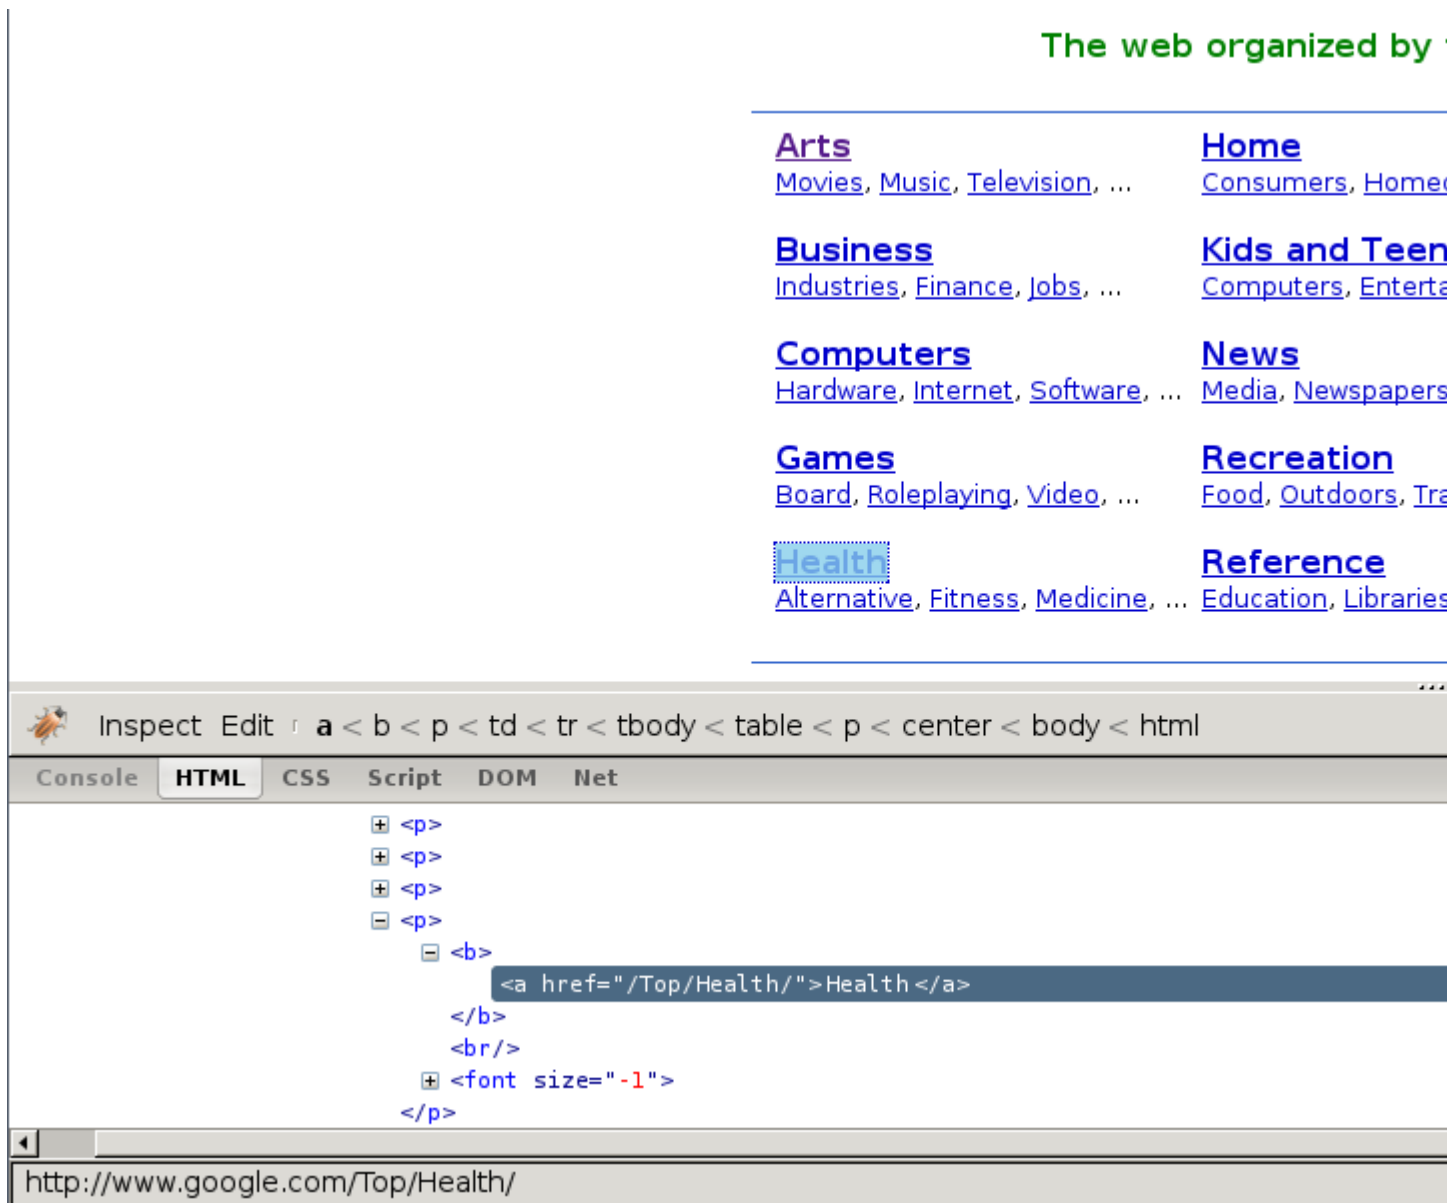 The web organized by
Arts
Movies, Music, Television, ...
Business
Industries, Finance, Jobs, ...
Computers
Hardware, Internet, Software, ...
Games
Board, Roleplaying, Video, ...
Health
Alternative, Fitness, Medicine, ...
Home
Consumers,
Kids and Teen
Computers,
News
Media, Newspapers
Recreation
Food, Outdoors,
Reference
Education, Libraries
Inspect Edit a < b < p < td < tr < tbody < table < p < center < body < html
Console HTML CSS Script DOM Net
<p>
<p>
<p>
<p>
<b>
<a href="/Top/Health/">Health</a>
</b>
<br/>
<font size="-1">
</p>
http://www.google.com/Top/Health/